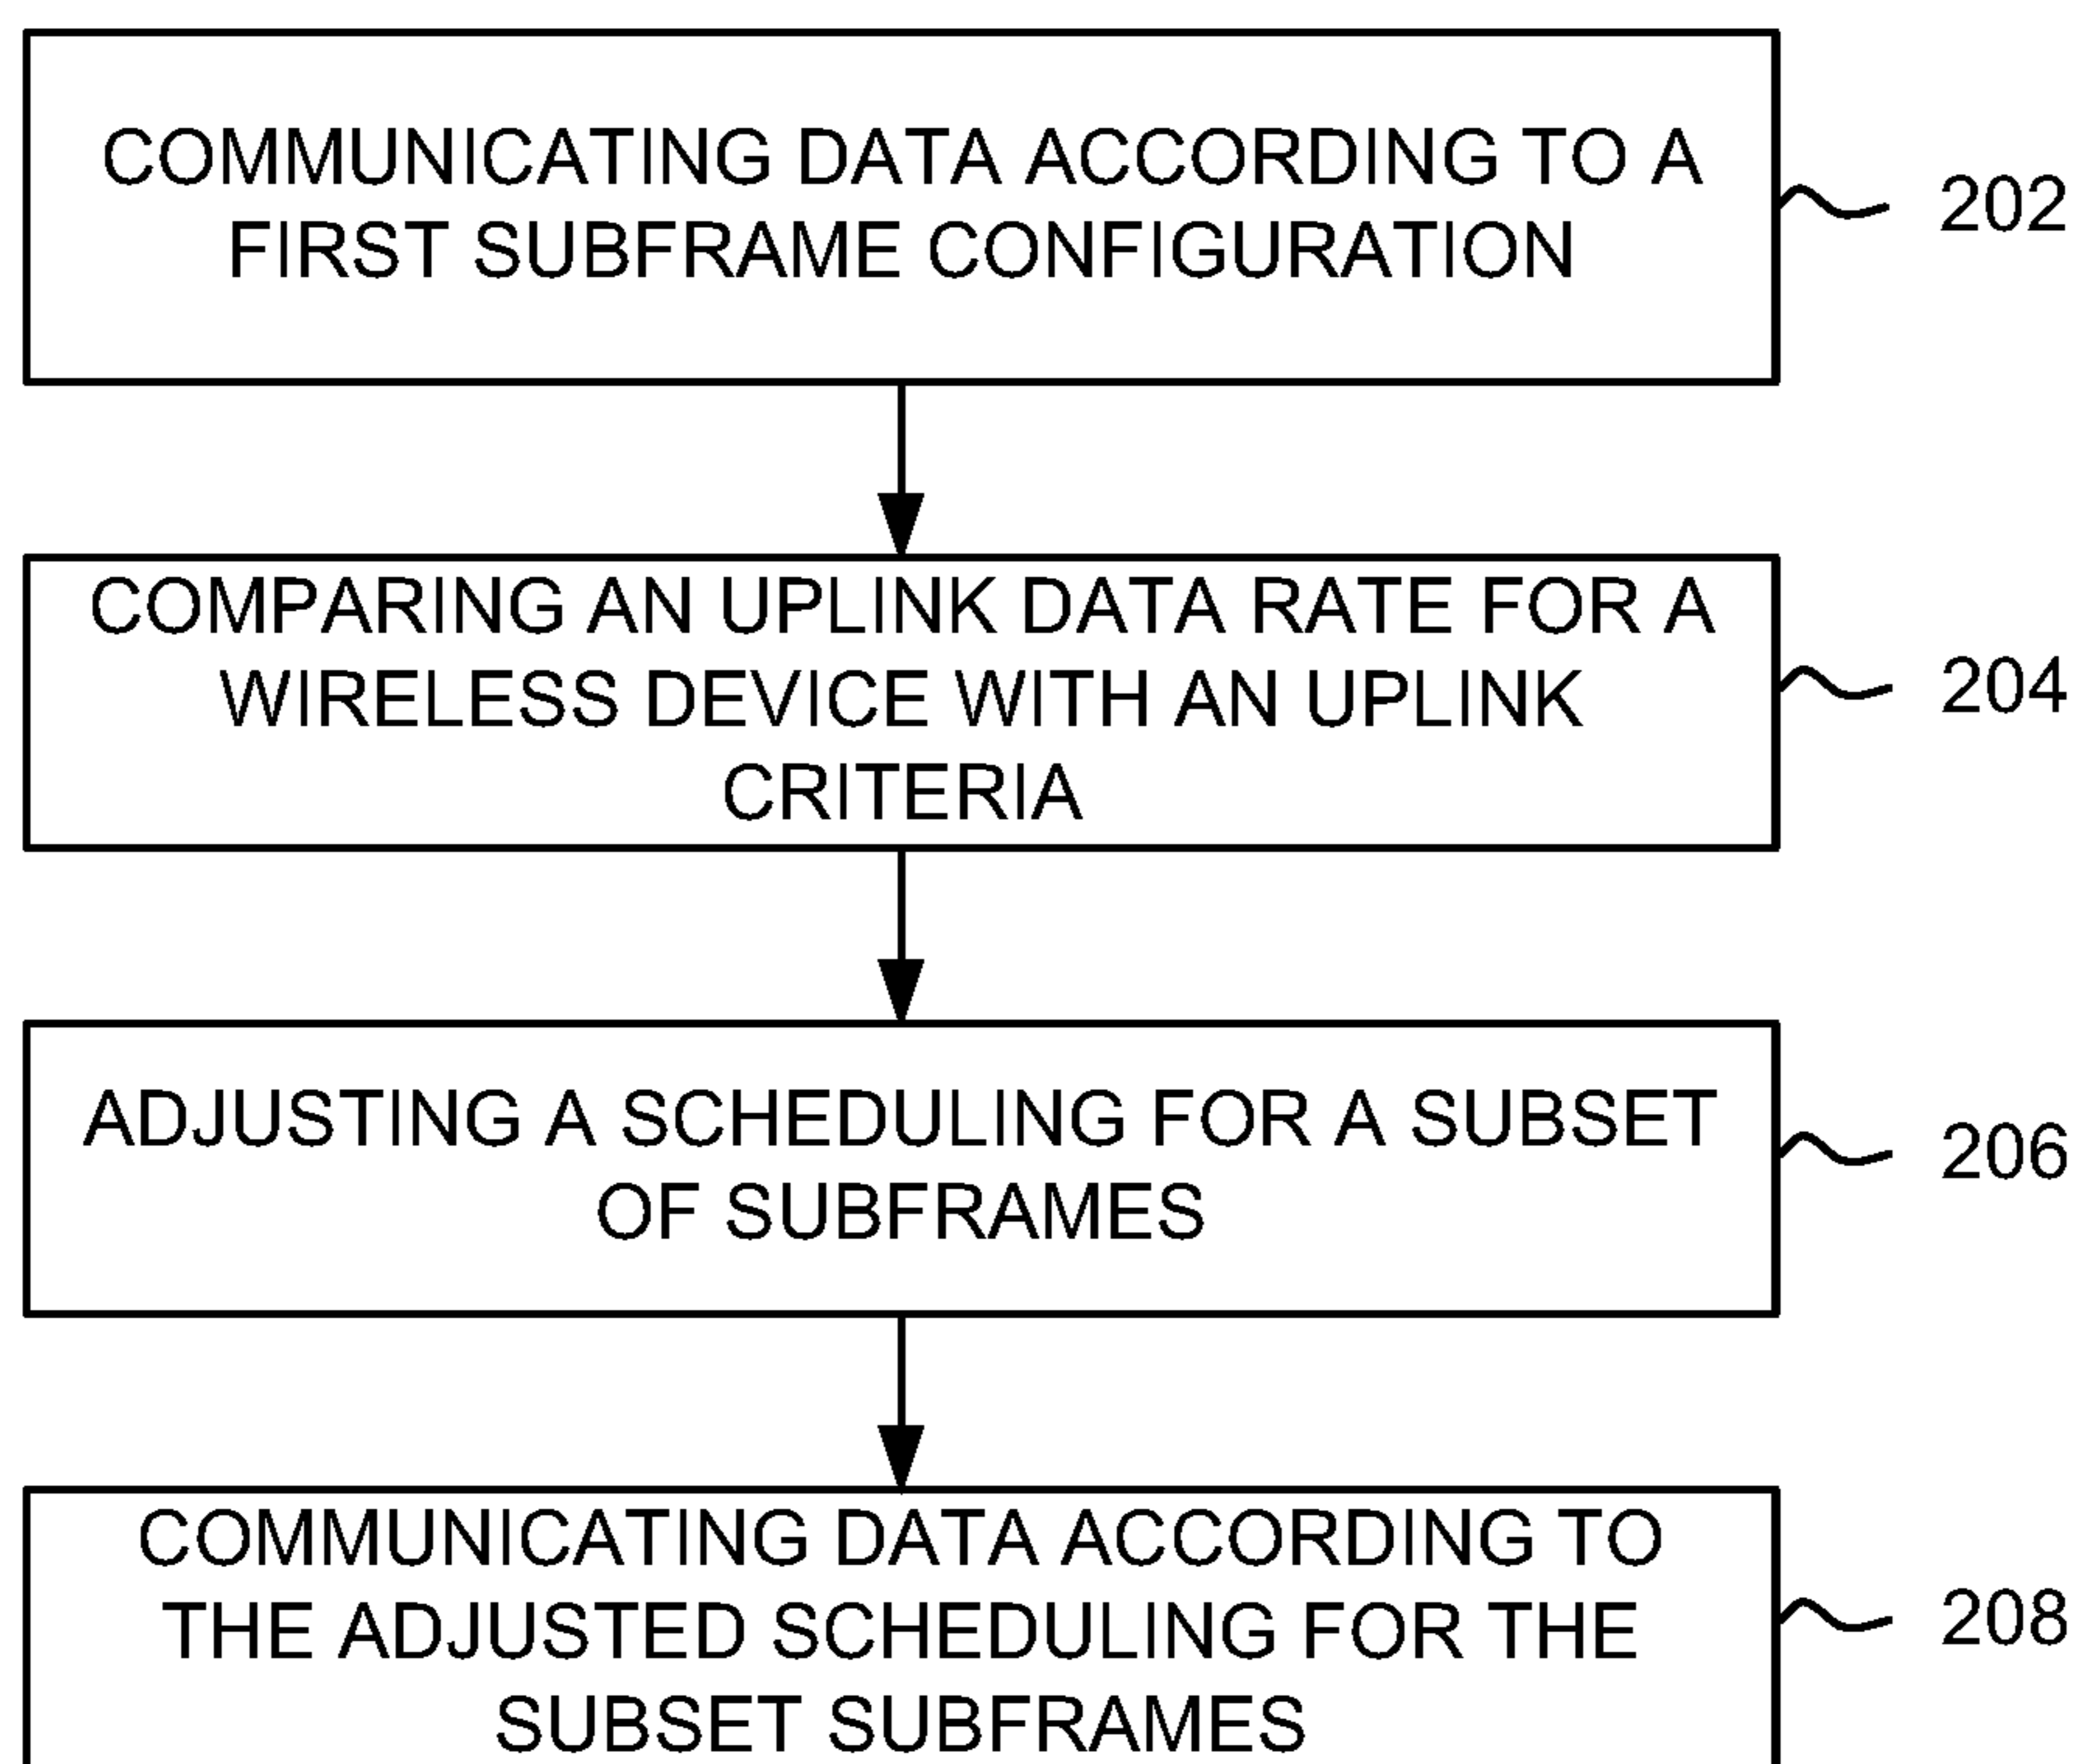 COMMUNICATING DATA ACCORDING TO A
FIRST SUBFRAME CONFIGURATION
202
COMPARING AN UPLINK DATA RATE FOR A
WIRELESS DEVICE WITH AN UPLINK
CRITERIA
204
ADJUSTING A SCHEDULING FOR A SUBSET
OF SUBFRAMES
206
COMMUNICATING DATA ACCORDING TO
THE ADJUSTED SCHEDULING FOR THE
SUBSET SUBFRAMES
208